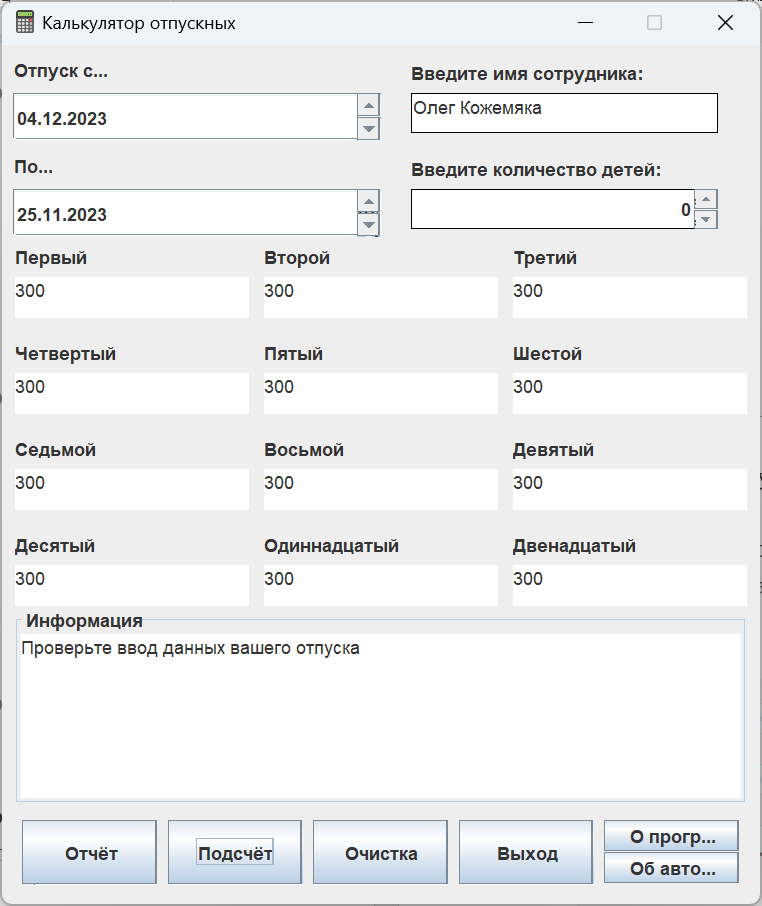 Калькулятор отпускных
Отпуск с...
Введите имя сотрудника:
04.12.2023
Олег Кожемяка
По...
Введите количество детей:
25.11.2023
0
Первый
Второй
Третий
300
300
300
Четвертый
Пятый
Шестой
300
300
300
Седьмой
Восьмой
Девятый
300
300
300
Десятый
Одиннадцатый
Двенадцатый
300
300
300
Информация
Проверьте ввод данных вашего отпуска
Отчёт
Подсчёт
Очистка
Выход
О прогр...
Об авто...